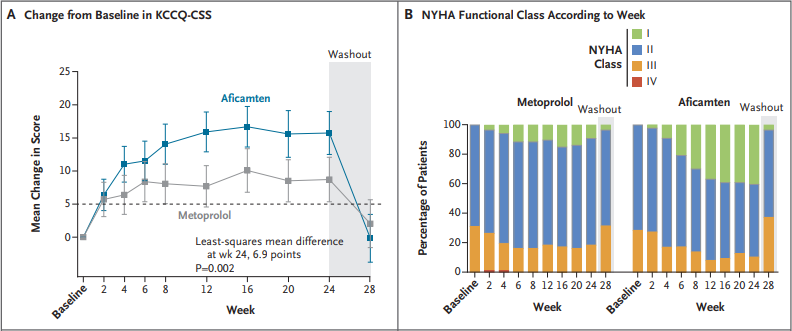 A Change from Baseline in KCCQ-CSS
Washout
25
20
15
10
5
0
Mean Change in Score
Aficamten
Metoprolol
Least-squares mean difference
at wk 24, 6.9 points
P=0.002
Baseline 2 4 6 8 12 16 20 24 28
Week
B NYHA Functional Class According to Week
NYHA
Class
I
II
III
IV
Metoprolol
Washout
Aficamten
Washout
100
80
60
40
20
0
Percentage of Patients
Baseline 2 4 6 8 12 16 20 24 28
Week
Baseline 2 4 6 8 12 16 20 24 28
Week